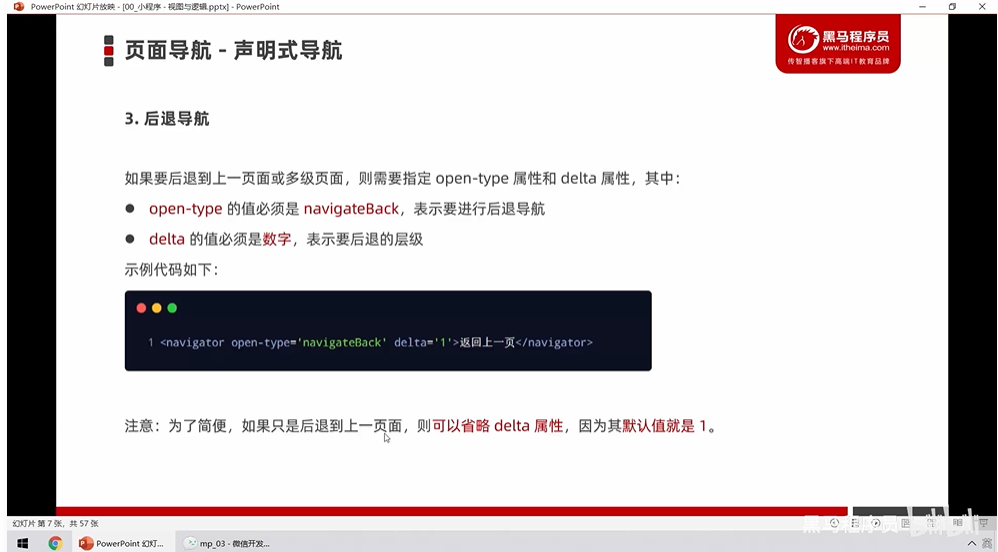 PowerPoint 幻灯片放映 - [00_小程序 - 视图与逻辑.pptx] - PowerPoint
页面导航 - 声明式导航
黑马程序员
www.itheima.com
传智播客旗下高端IT教育品牌
3. 后退导航
如果要后退到上一页面或多级页面，则需要指定 open-type 属性和 delta 属性，其中：
● open-type 的值必须是 navigateBack，表示要进行后退导航
● delta 的值必须是数字，表示要后退的层级
示例代码如下：
1 <navigator open-type='navigateBack' delta='1'>返回上一页</navigator>
注意：为了简便，如果只是后退到上一页面，则可以省略 delta 属性，因为其默认值就是 1。
幻灯片 第 7 张，共 57 张
黑马程序员
PowerPoint 幻灯...
mp_03 - 微信开发...
英